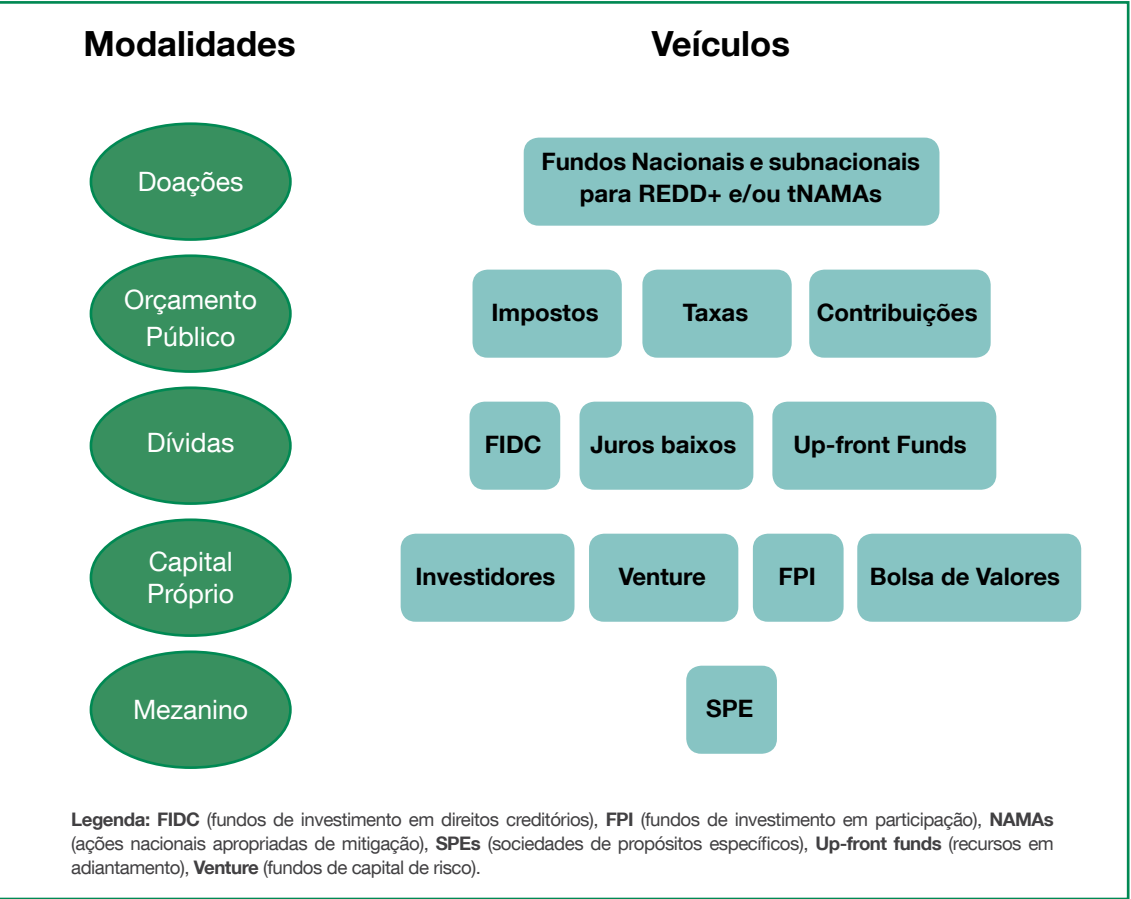 Modalidades
Veículos
Doações
Fundos Nacionais e subnacionais
para REDD+ e/ou tNAMAs
Orçamento
Público
Impostos
Taxas
Contribuições
Dívidas
FIDC
Juros baixos
Up-front Funds
Capital
Próprio
Investidores
Venture
FPI
Bolsa de Valores
Mezanino
SPE
Legenda: FIDC (fundos de investimento em direitos creditórios), FPI (fundos de investimento em participação), NAMAs
(ações nacionais apropriadas de mitigação), SPEs (sociedades de propósitos específicos), Up-front funds (recursos em
adiantamento), Venture (fundos de capital de risco).